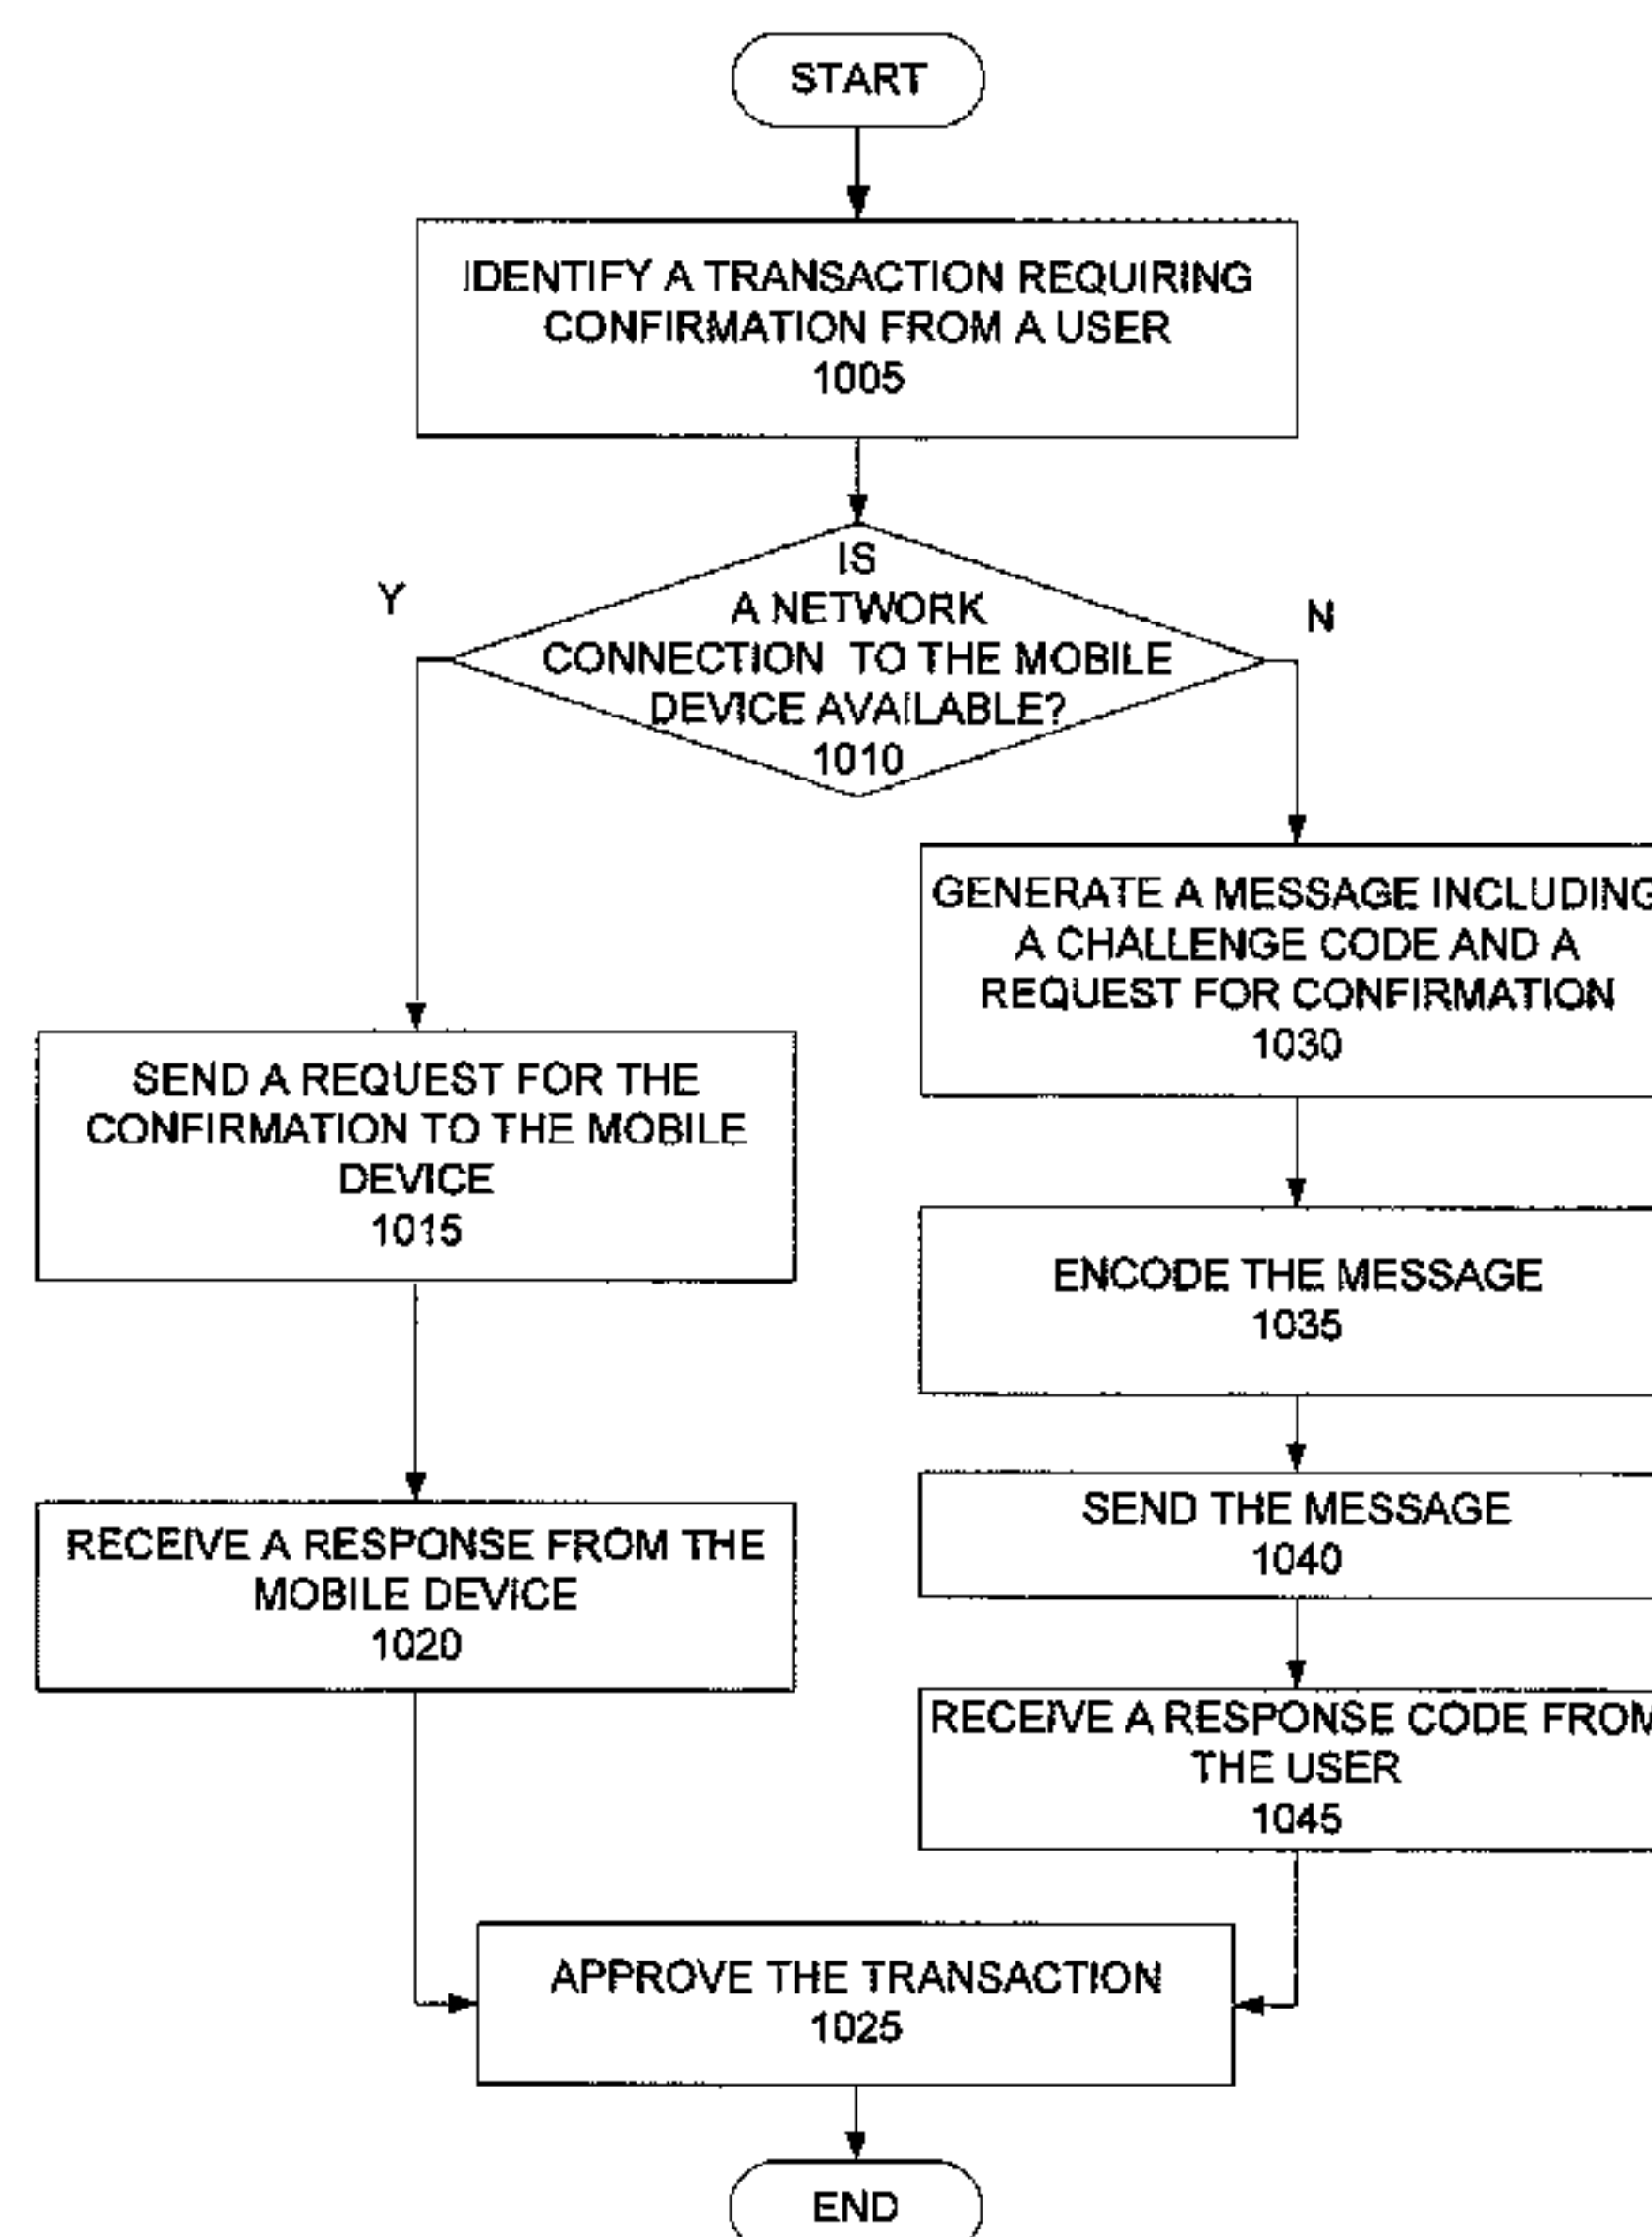 START
IDENTIFY A TRANSACTION REQUIRING
CONFIRMATION FROM A USER
1005
IS
A NETWORK
CONNECTION TO THE MOBILE
DEVICE AVAILABLE?
1010
Y
N
SEND A REQUEST FOR THE
CONFIRMATION TO THE MOBILE
DEVICE
1015
RECEIVE A RESPONSE FROM THE
MOBILE DEVICE
1020
GENERATE A MESSAGE INCLUDING
A CHALLENGE CODE AND A
REQUEST FOR CONFIRMATION
1030
ENCODE THE MESSAGE
1035
SEND THE MESSAGE
1040
RECEIVE A RESPONSE CODE FROM
THE USER
1045
APPROVE THE TRANSACTION
1025
END